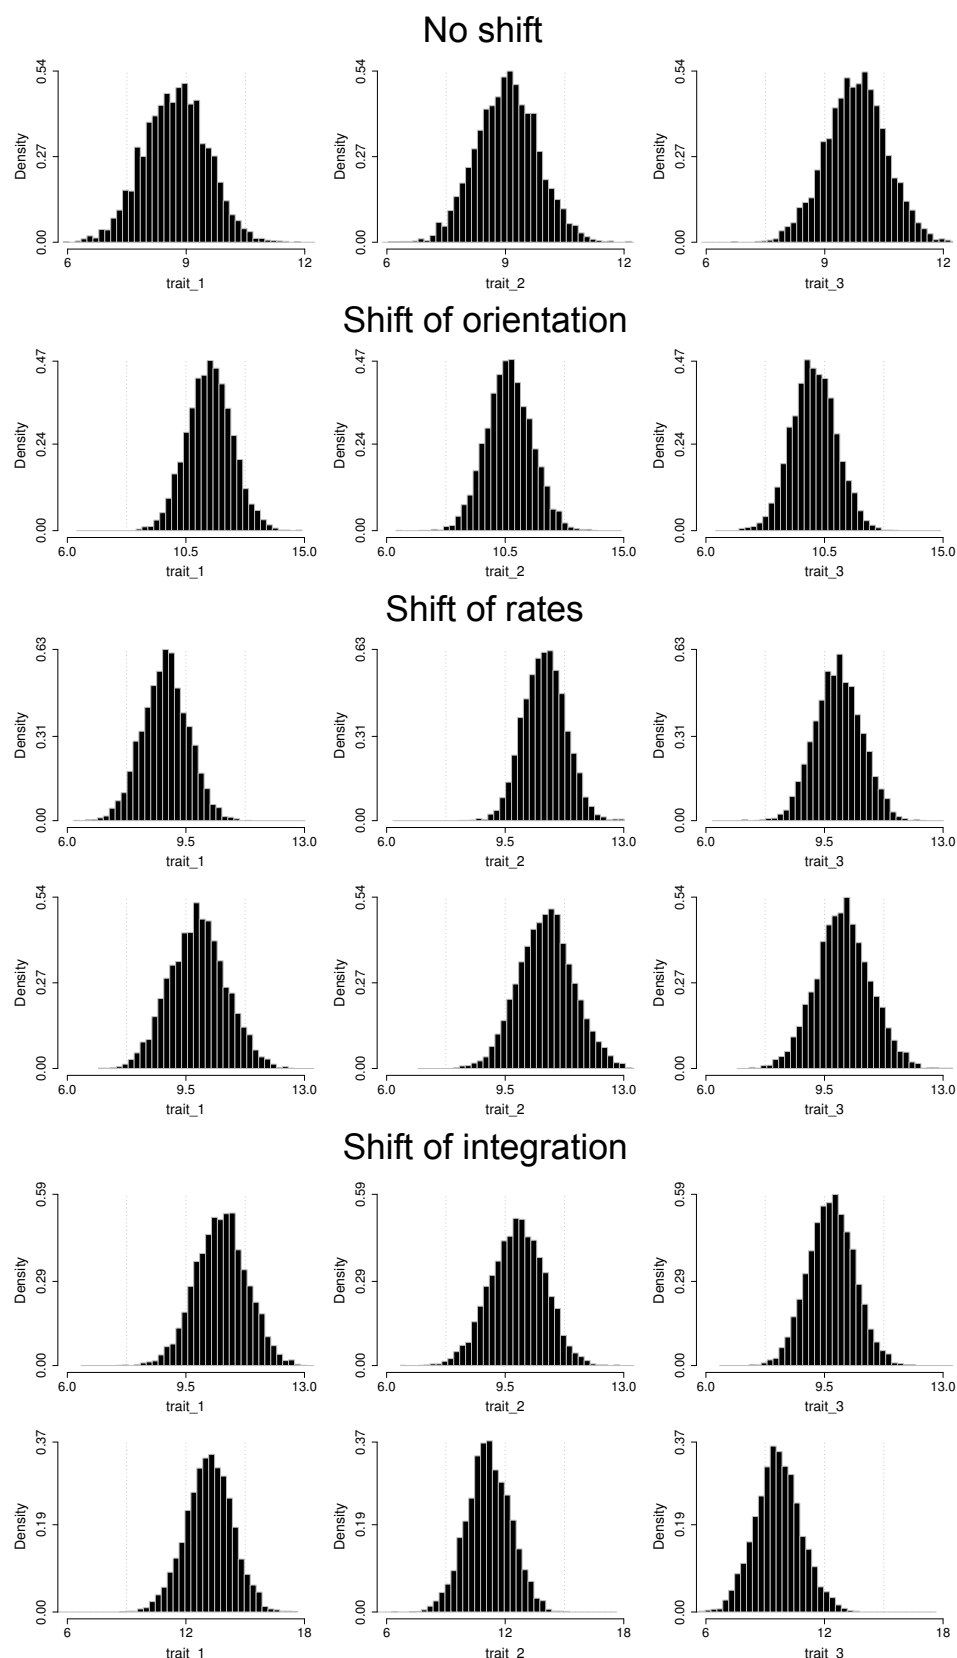 No shift
Density 0.00 0.27 0.54
Density 0.00 0.27 0.54
Density 0.00 0.27 0.54
6 9 12
6 9 12
6 9 12
trait_1 trait_2 trait_3
Shift of orientation
Density 0.00 0.24 0.47
Density 0.00 0.24 0.47
Density 0.00 0.24 0.47
6.0 10.5 15.0
6.0 10.5 15.0
6.0 10.5 15.0
trait_1 trait_2 trait_3
Shift of rates
Density 0.00 0.31 0.63
Density 0.00 0.31 0.63
Density 0.00 0.31 0.63
6.0 9.5 13.0
6.0 9.5 13.0
6.0 9.5 13.0
trait_1 trait_2 trait_3
Density 0.00 0.27 0.54
Density 0.00 0.27 0.54
Density 0.00 0.27 0.54
6.0 9.5 13.0
6.0 9.5 13.0
6.0 9.5 13.0
trait_1 trait_2 trait_3
Shift of integration
Density 0.00 0.29 0.59
Density 0.00 0.29 0.59
Density 0.00 0.29 0.59
6.0 9.5 13.0
6.0 9.5 13.0
6.0 9.5 13.0
trait_1 trait_2 trait_3
Density 0.00 0.19 0.37
Density 0.00 0.19 0.37
Density 0.00 0.19 0.37
6 12 18
6 12 18
6 12 18
trait_1 trait_2 trait_3